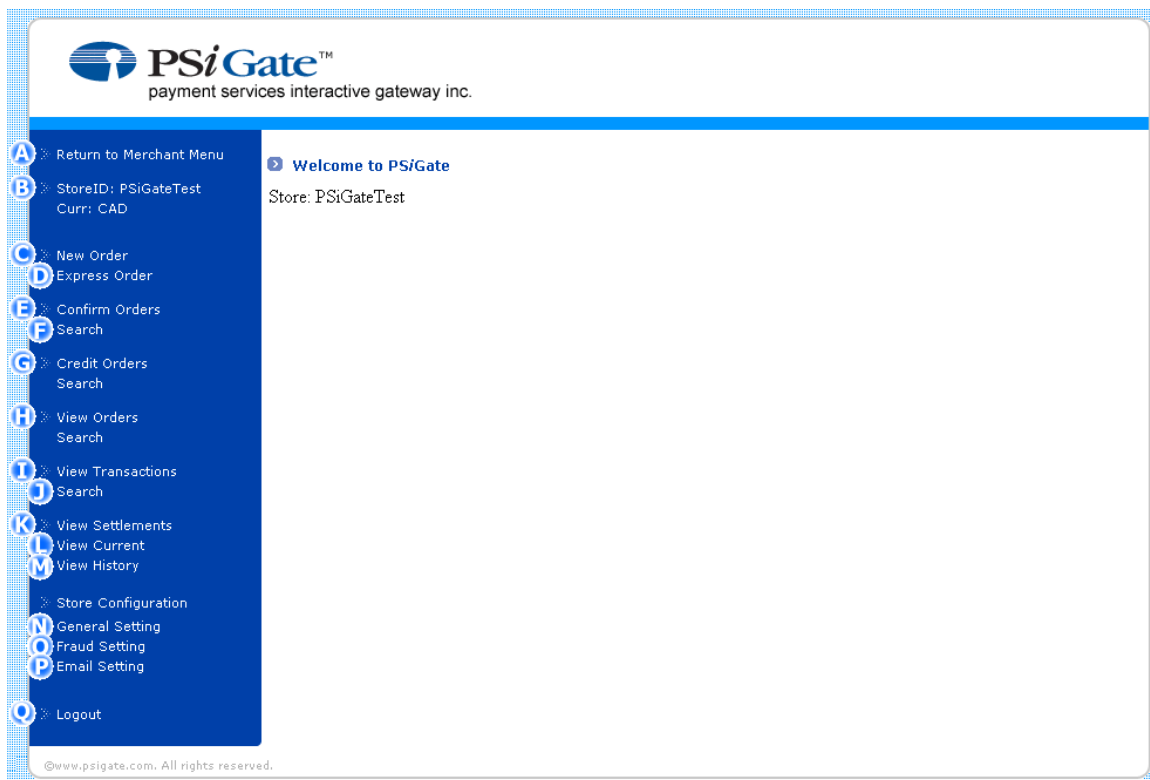 PSiGate™
payment services interactive gateway inc.
A Return to Merchant Menu
B StoreID: PSiGateTest
Curr: CAD
C New Order
D Express Order
E Confirm Orders
F Search
G Credit Orders
Search
H View Orders
Search
I View Transactions
J Search
K View Settlements
L View Current
M View History
Store Configuration
N General Setting
O Fraud Setting
P Email Setting
Q Logout
Welcome to PSiGate
Store: PSiGateTest
©www.psigate.com. All rights reserved.